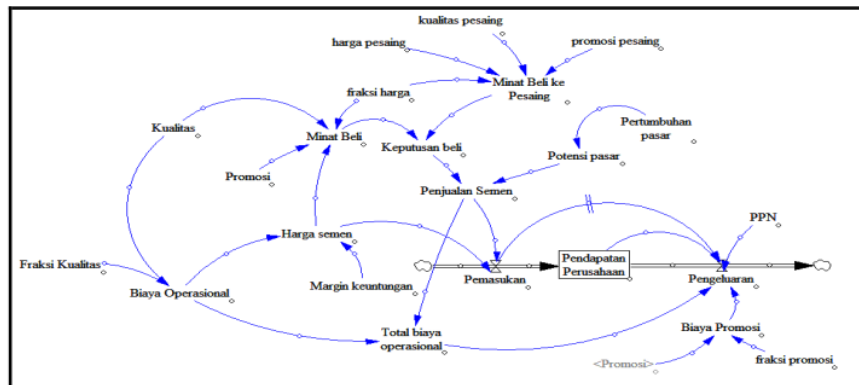 kualitas pesaing
harga pesaing
promosi pesaing
Minat Beli ke
Pesaing
fraksi harga
Kualitas
Minat Beli
Keputusan beli
Pertumbuhan
pasar
Potensi pasar
Promosi
Penjualan Semen
PPN
Harga semen
Fraksi Kualitas
Biaya Operasional
Margin keuntungan
Pemasukan
Pendapatan
Perusahaan
Pengeluaran
Total biaya
operasional
Biaya Promosi
<Promosi>
fraksi promosi